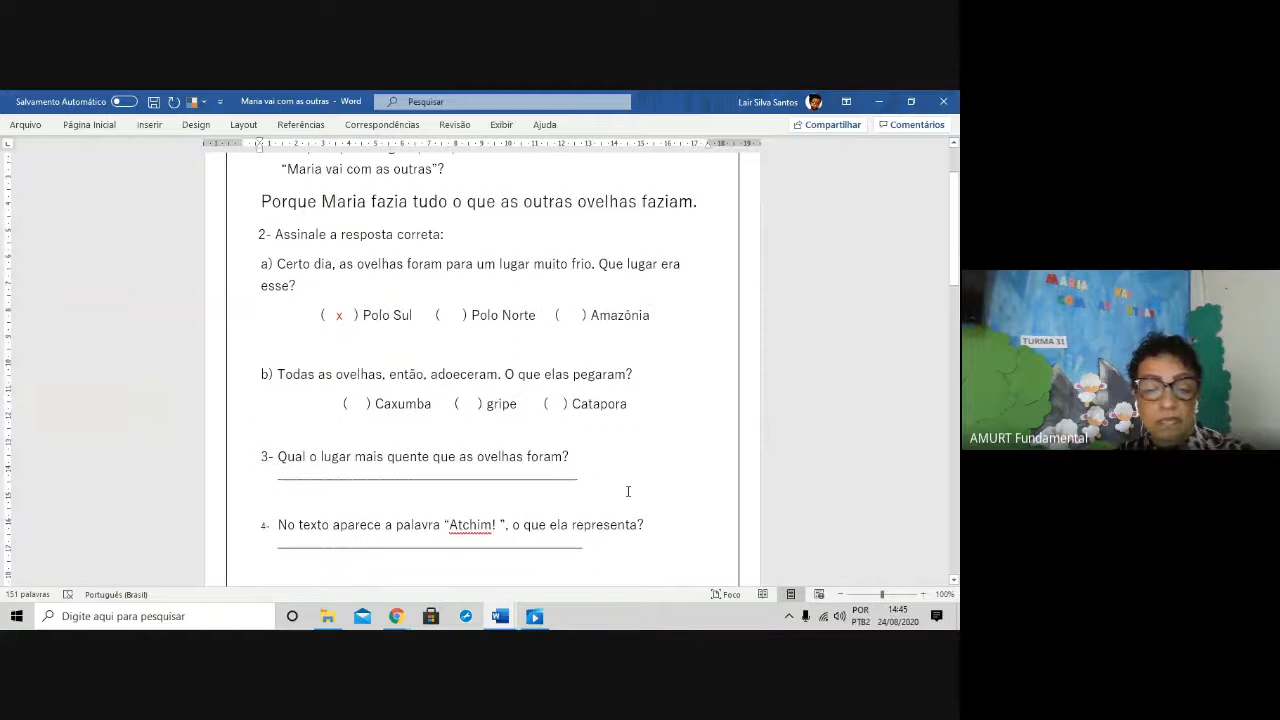 Salvamento Automático
Maria vai com as outras - Word
Pesquisar
Lair Silva Santos
Arquivo Página Inicial Inserir Design Layout Referências Correspondências Revisão Exibir Ajuda Compartilhar Comentários
“Maria vai com as outras”?
Porque Maria fazia tudo o que as outras ovelhas faziam.
2- Assinale a resposta correta:
a) Certo dia, as ovelhas foram para um lugar muito frio. Que lugar era
esse?
( x ) Polo Sul ( ) Polo Norte ( ) Amazônia
b) Todas as ovelhas, então, adoeceram. O que elas pegaram?
( ) Caxumba ( ) gripe ( ) Catapora
3- Qual o lugar mais quente que as ovelhas foram?
4- No texto aparece a palavra “Atchim! ”, o que ela representa?
151 palavras Português (Brasil) Foco 100%
Digite aqui para pesquisar
POR 14:45
PTB2 24/08/2020
MARIA VAI
COM AS OUTRAS
TURMA 31
AMURT Fundamental